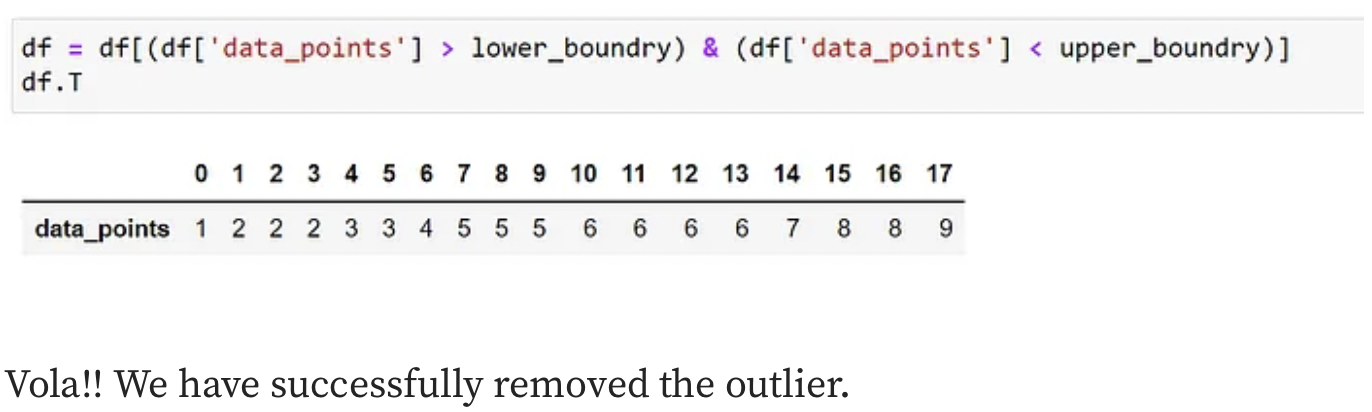 df = df[(df['data_points'] > lower_boundry) & (df['data_points'] < upper_boundry)]
df.T
0 1 2 3 4 5 6 7 8 9 10 11 12 13 14 15 16 17
data_points 1 2 2 2 3 3 4 5 5 5 6 6 6 6 7 8 8 9
Vola!! We have successfully removed the outlier.